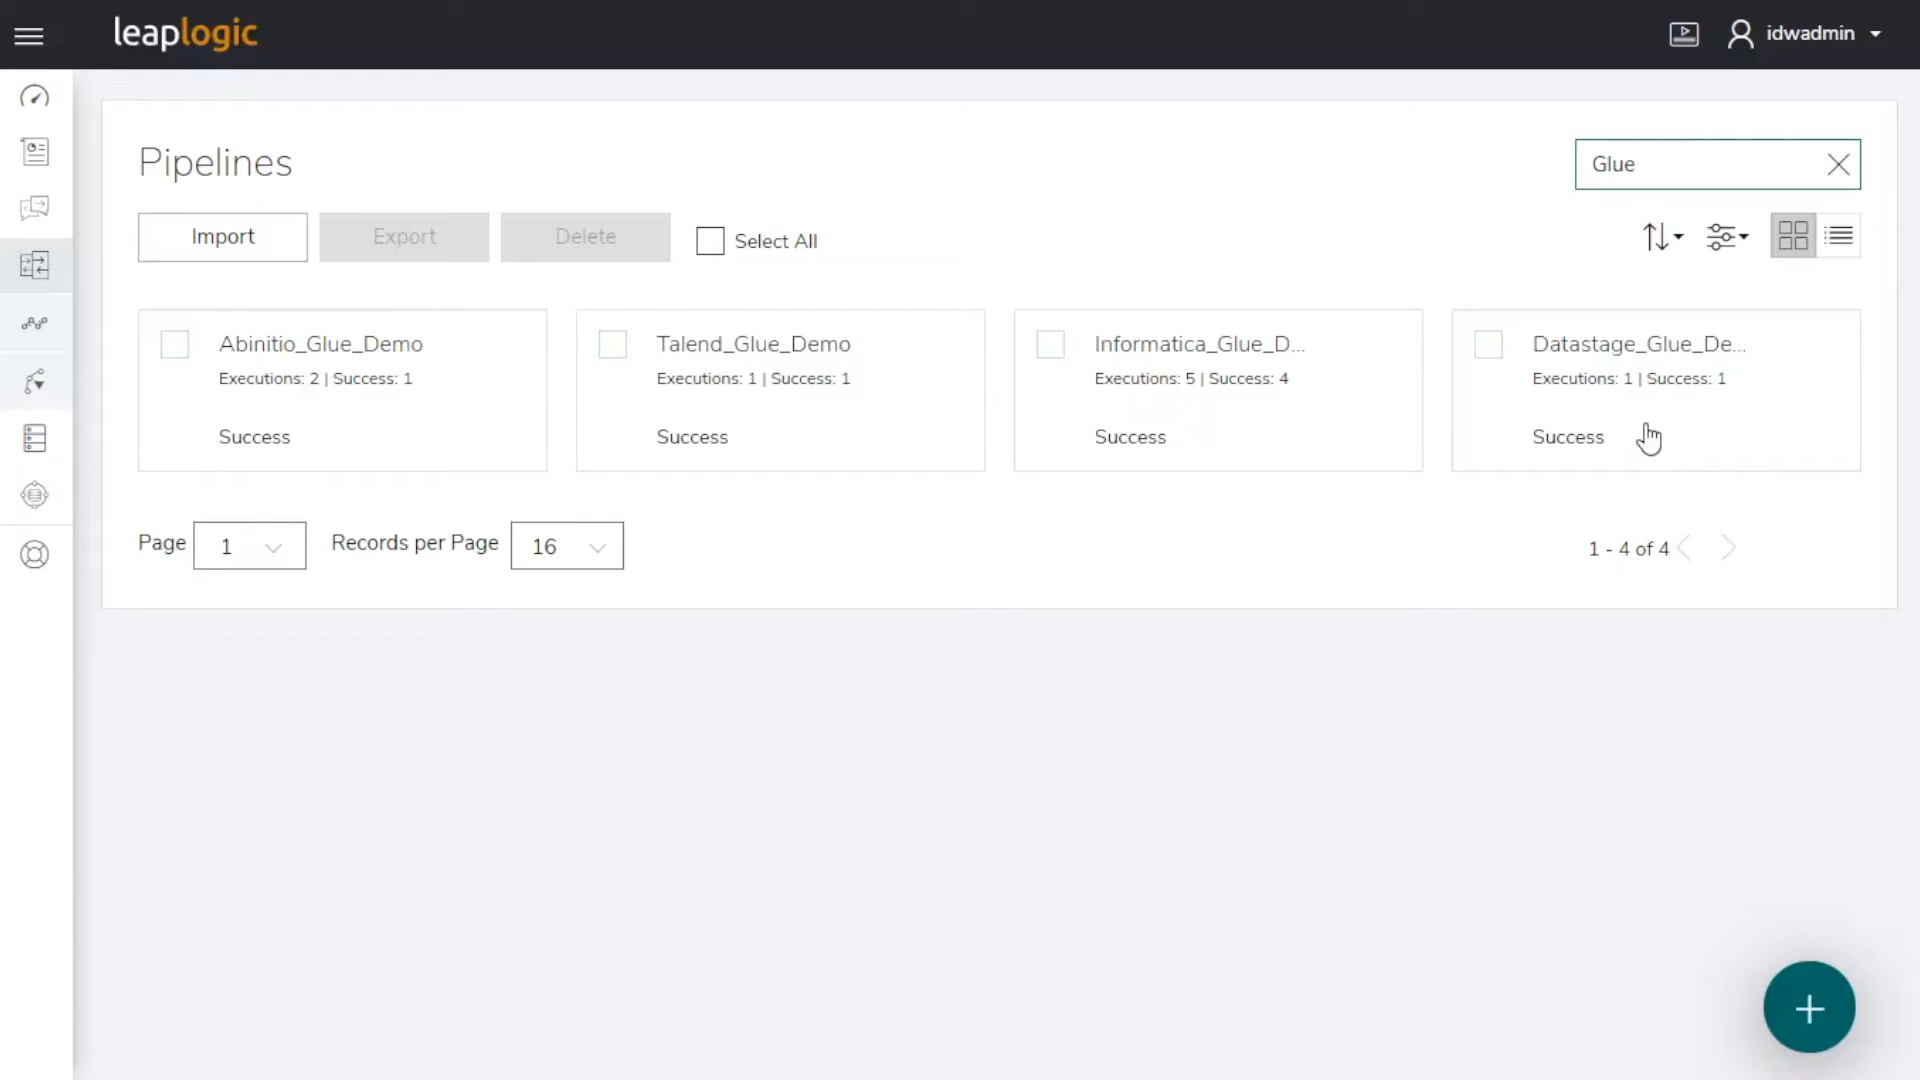 leaplogic
idwadmin
Pipelines
Glue
Import
Export
Delete
Select All
Abinitio_Glue_Demo
Executions: 2 | Success: 1
Success
Talend_Glue_Demo
Executions: 1 | Success: 1
Success
Informatica_Glue_D...
Executions: 5 | Success: 4
Success
Datastage_Glue_De...
Executions: 1 | Success: 1
Success
Page 1 Records per Page 16
1 - 4 of 4